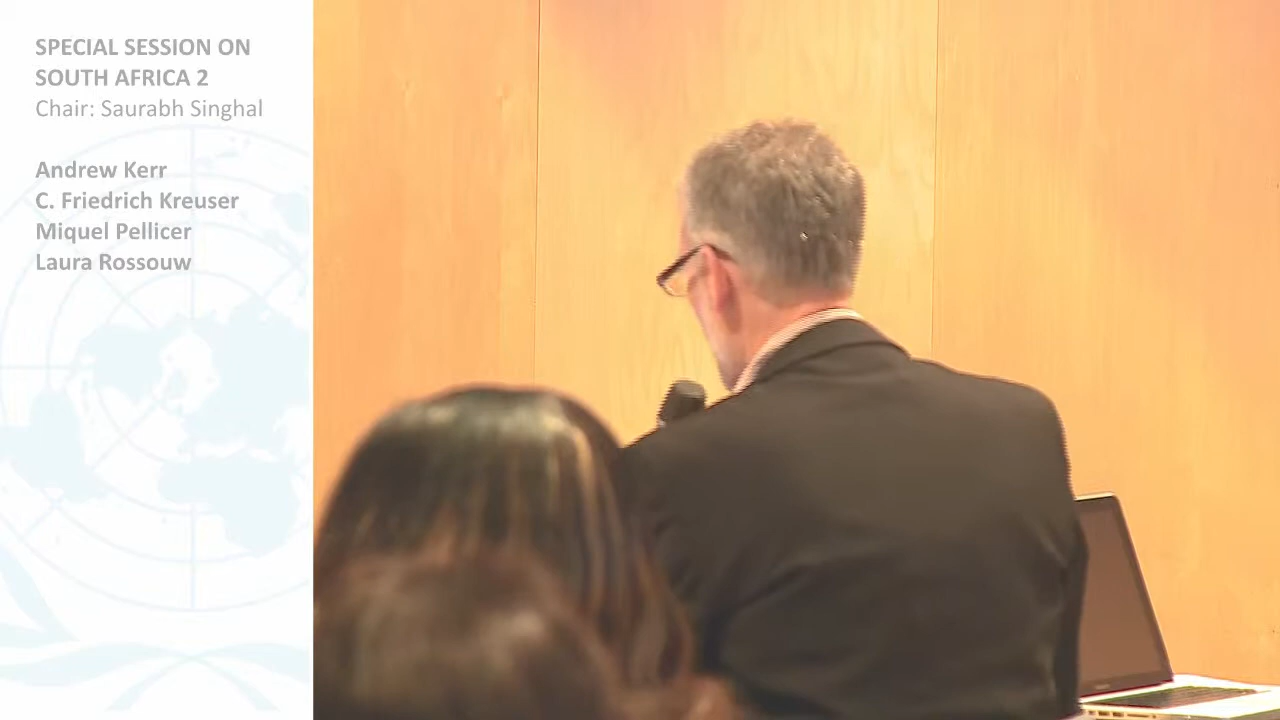 SPECIAL SESSION ON
SOUTH AFRICA 2
Chair: Saurabh Singhal
Andrew Kerr
C. Friedrich Kreuser
Miquel Pellicer
Laura Rossouw